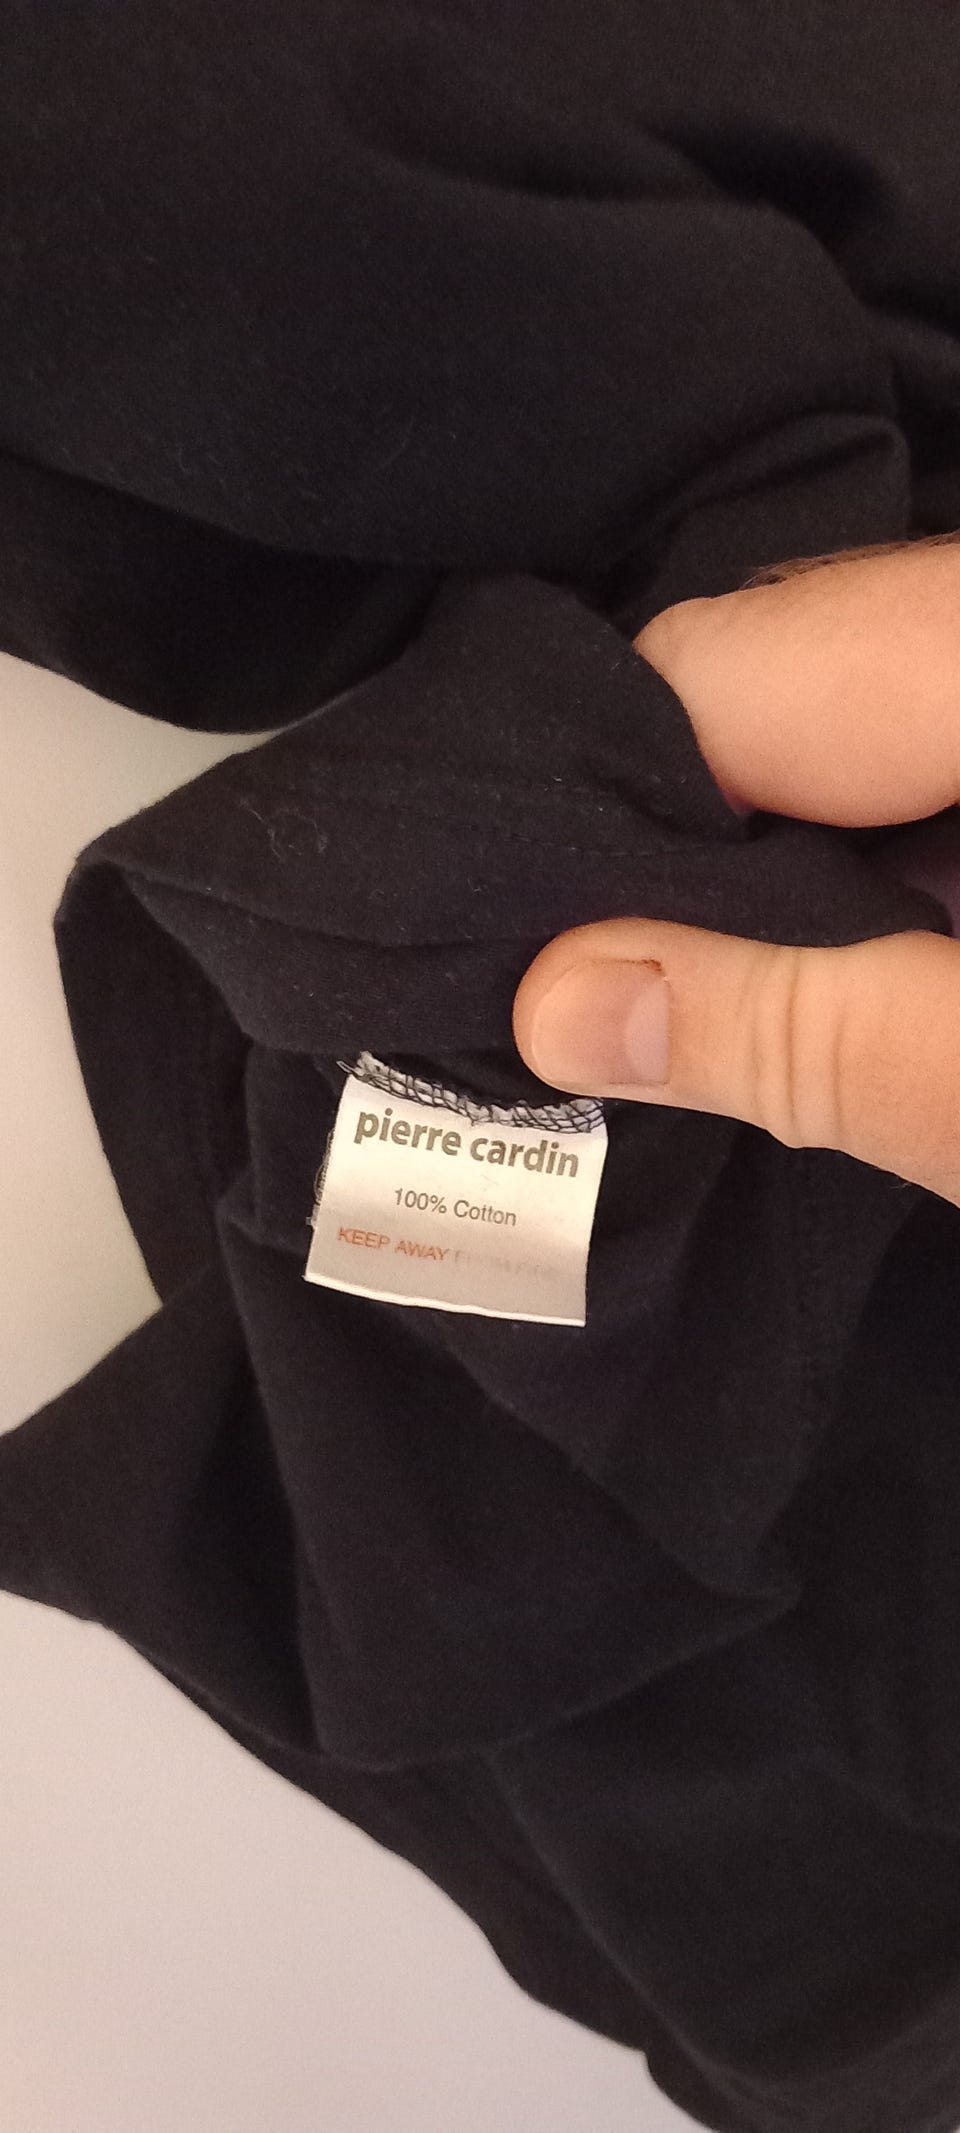 pierre cardin
100% Cotton
KEEP AWAY